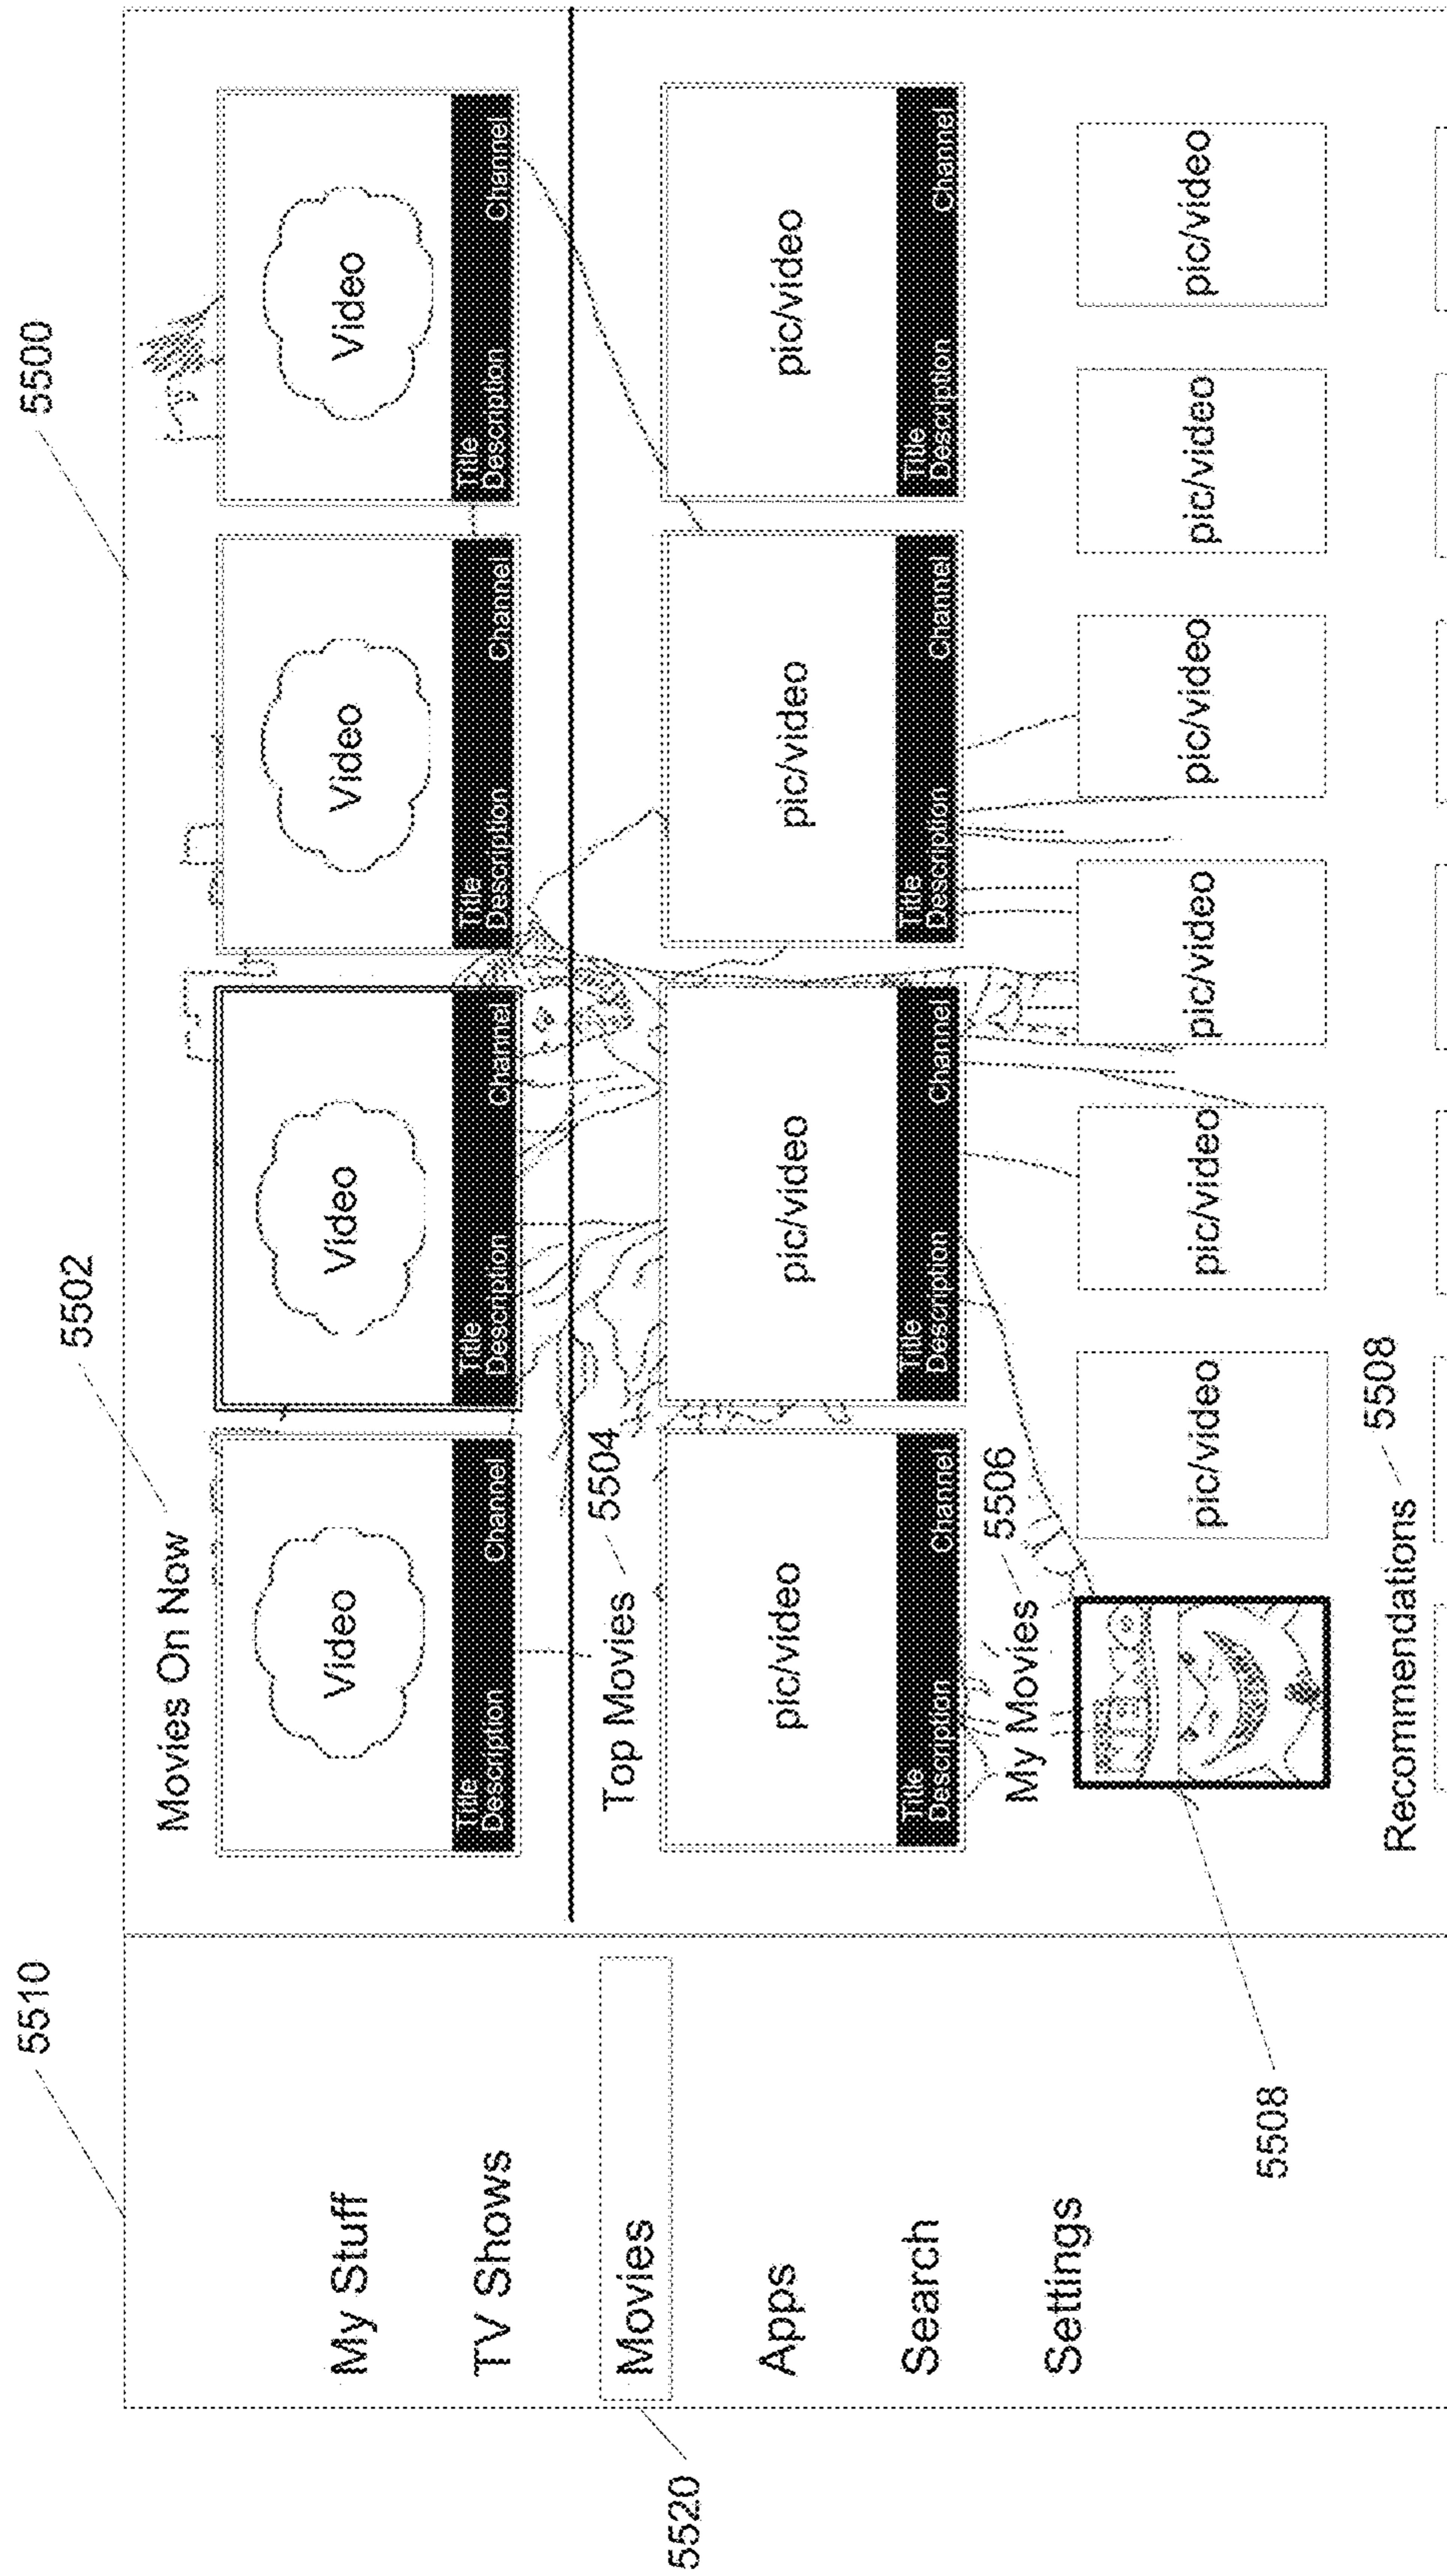 5510
5500
5502
My Stuff
TV Shows
Movies
Apps
Search
Settings
5520
Movies On Now
Video
Title
Description Channel
Video
Title
Description Channel
Video
Title
Description Channel
Video
Title
Description Channel
Top Movies 5504
pic/video
Title
Description Channel
pic/video
Title
Description Channel
pic/video
Title
Description Channel
pic/video
Title
Description Channel
My Movies 5506
pic/video
pic/video
pic/video
pic/video
pic/video
pic/video
5508
Recommendations 5508